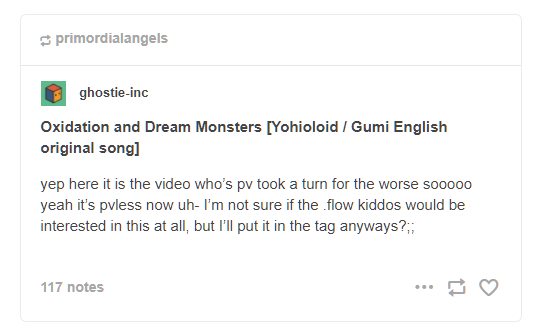 primordialangels
ghostie-inc
Oxidation and Dream Monsters [Yohioloid / Gumi English
original song]
yep here it is the video who’s pv took a turn for the worse sooooo
yeah it’s pvless now uh- I’m not sure if the .flow kiddos would be
interested in this at all, but I’ll put it in the tag anyways?;;
117 notes